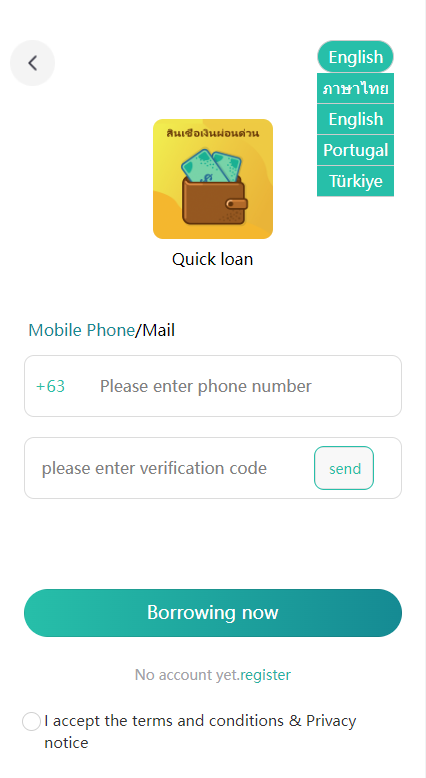 English
ภาษาไทย
English
Portugal
Türkiye
สินเชื่อเงินผ่อนด่วน
Quick loan
Mobile Phone/Mail
+63 Please enter phone number
please enter verification code send
Borrowing now
No account yet.register
I accept the terms and conditions & Privacy
notice